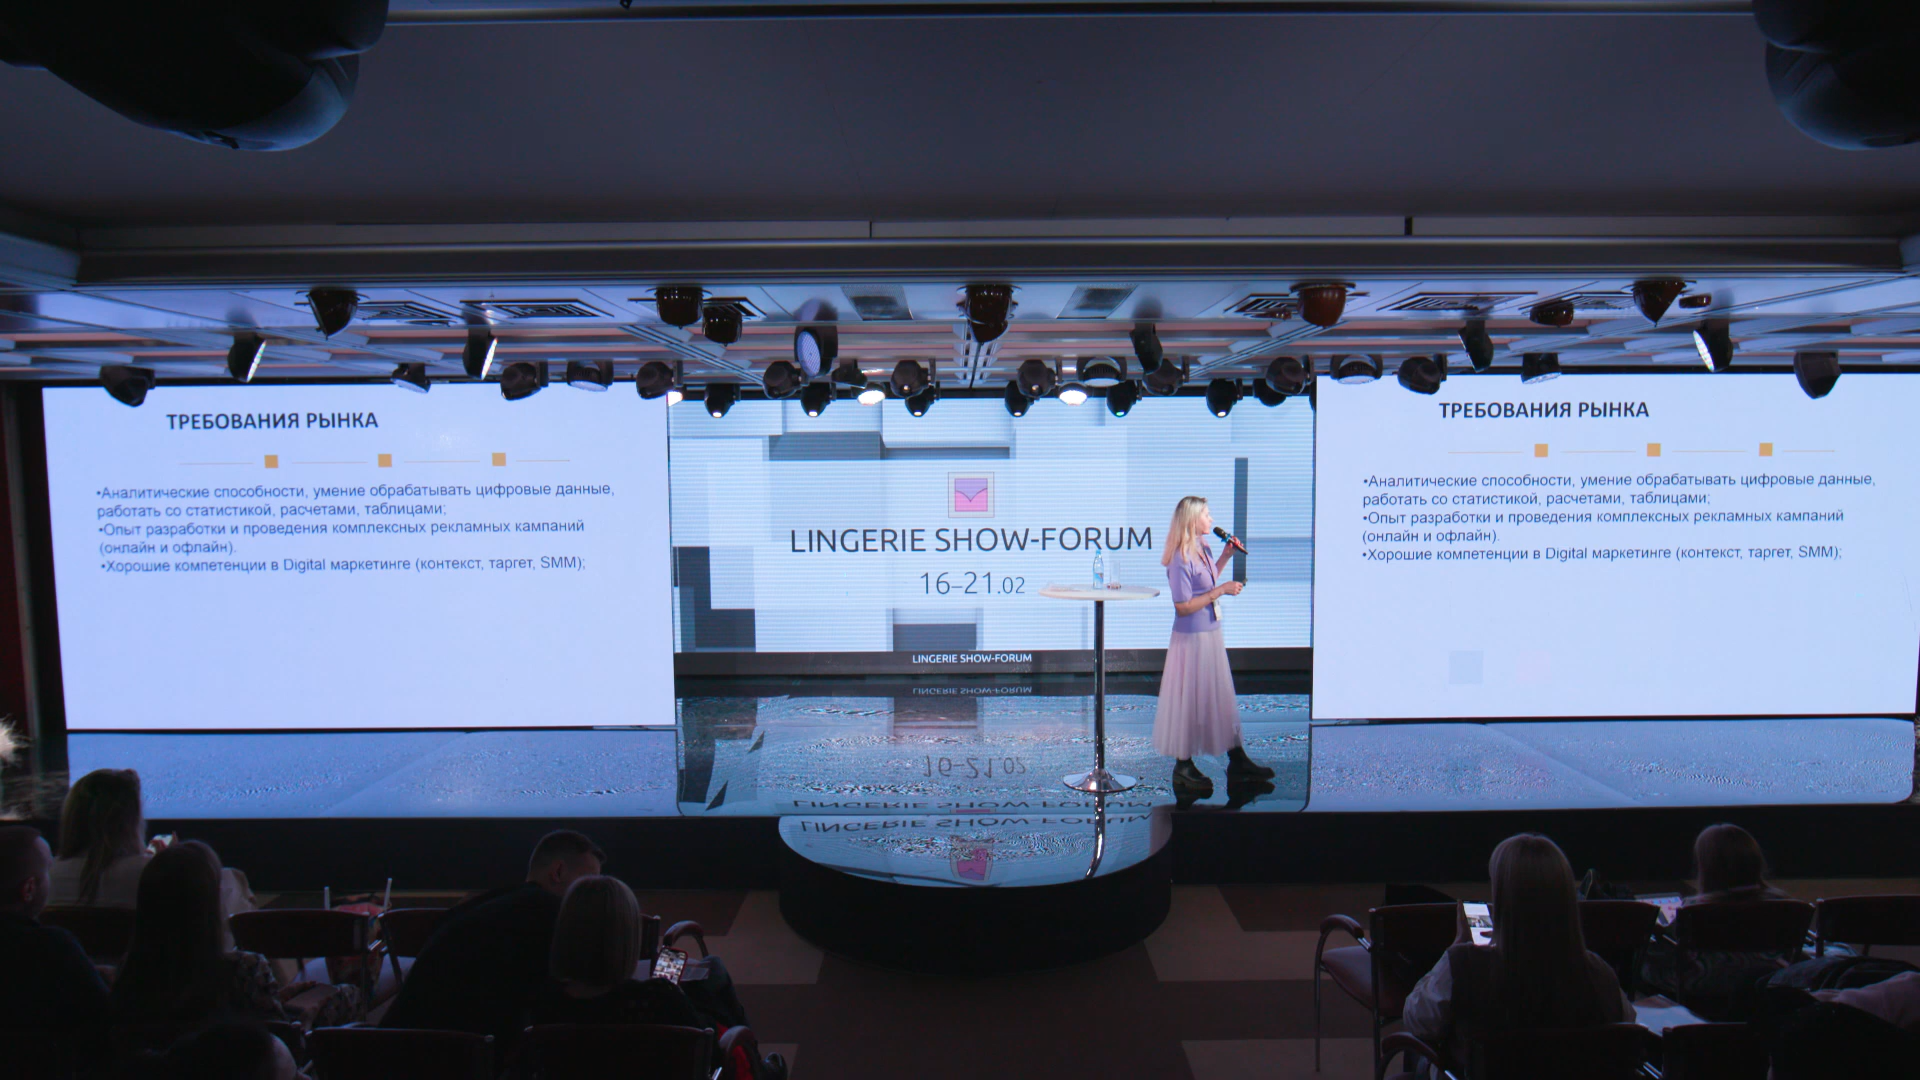 ТРЕБОВАНИЯ РЫНКА
•Аналитические способности, умение обрабатывать цифровые данные,
работать со статистикой, расчетами, таблицами;
•Опыт разработки и проведения комплексных рекламных кампаний
(онлайн и офлайн).
•Хорошие компетенции в Digital маркетинге (контекст, таргет, SMM);
LINGERIE SHOW-FORUM
16–21.02
LINGERIE SHOW-FORUM
ТРЕБОВАНИЯ РЫНКА
•Аналитические способности, умение обрабатывать цифровые данные,
работать со статистикой, расчетами, таблицами;
•Опыт разработки и проведения комплексных рекламных кампаний
(онлайн и офлайн).
•Хорошие компетенции в Digital маркетинге (контекст, таргет, SMM);